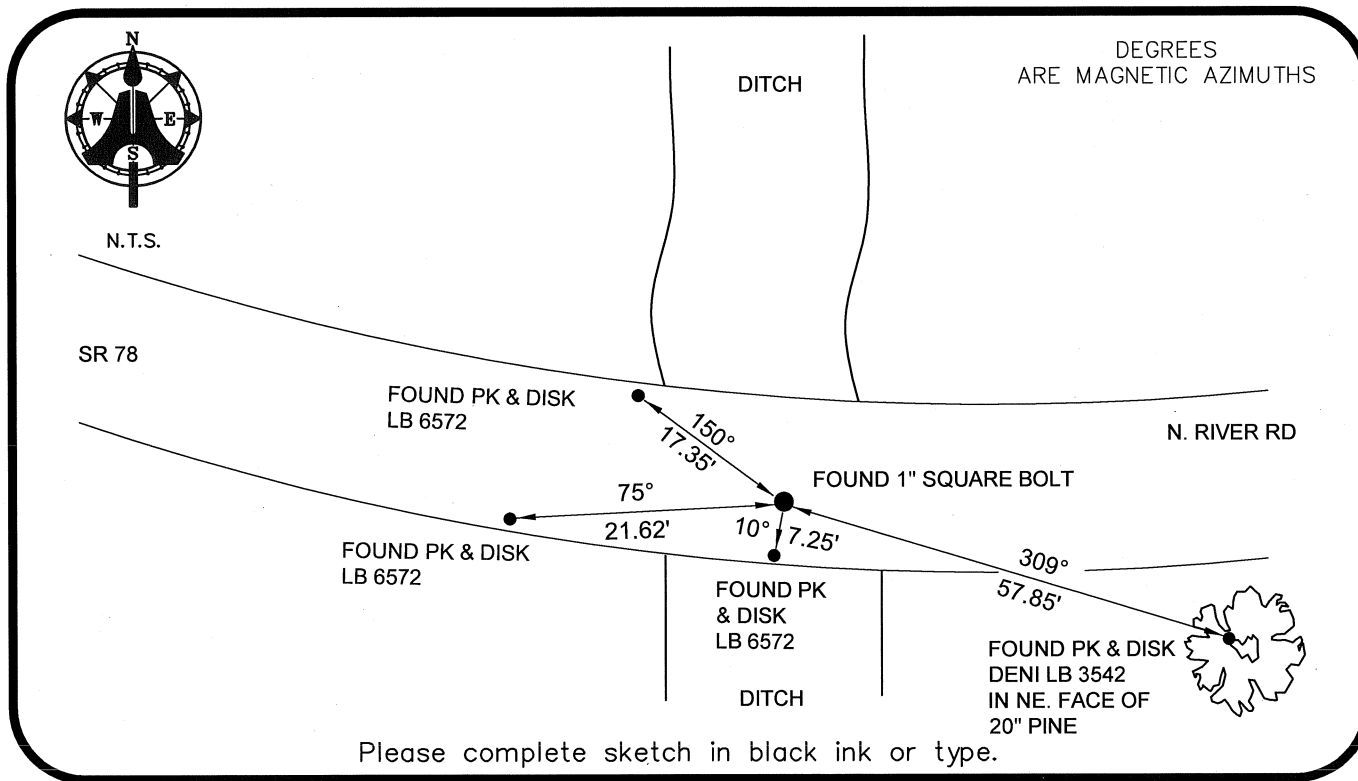 N
W
E
S
N.T.S.
DITCH
DEGREES
ARE MAGNETIC AZIMUTHS
SR 78
FOUND PK & DISK
LB 6572
150°
17.35'
N. RIVER RD
FOUND 1" SQUARE BOLT
75°
21.62'
10°
7.25'
FOUND PK & DISK
LB 6572
309°
57.85'
FOUND PK
& DISK
LB 6572
FOUND PK & DISK
DENI LB 3542
IN NE. FACE OF
20" PINE
DITCH
Please complete sketch in black ink or type.